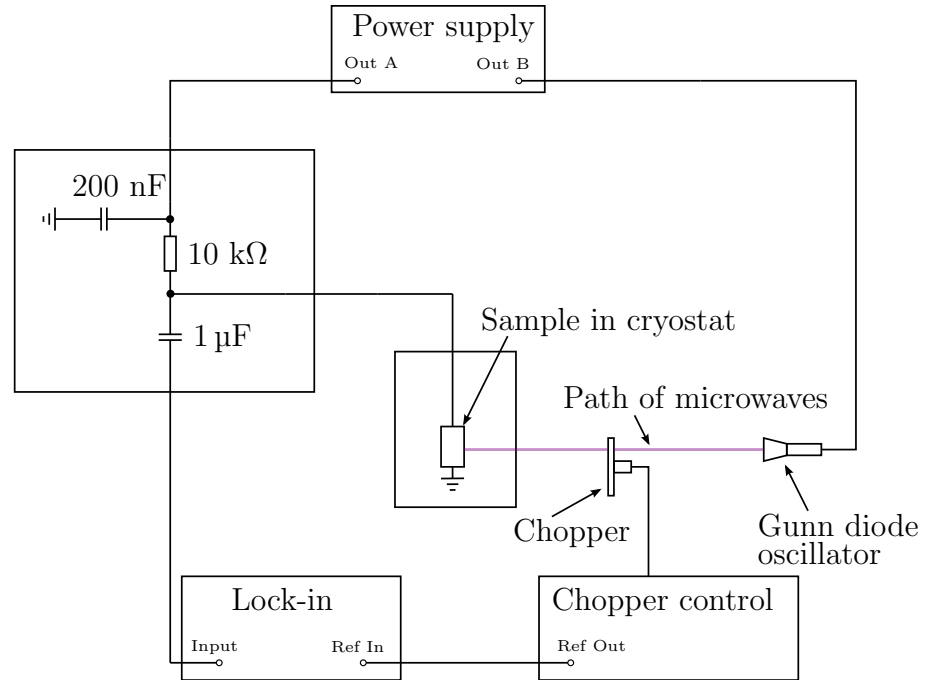 Power supply
Out A
Out B
200 nF
10 kΩ
1 µF
Sample in cryostat
Path of microwaves
Chopper
Gunn diode
oscillator
Lock-in
Input
Ref In
Chopper control
Ref Out